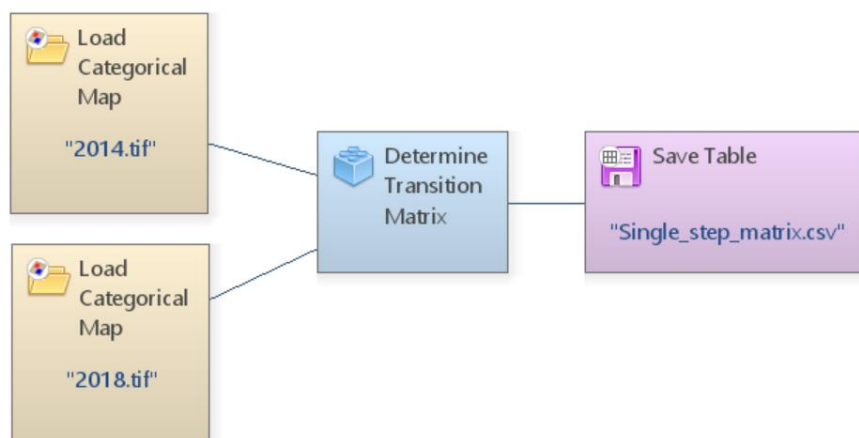 Load
Categorical
Map
"2014.tif"
Load
Categorical
Map
"2018.tif"
Determine
Transition
Matrix
Save Table
"Single_step_matrix.csv"